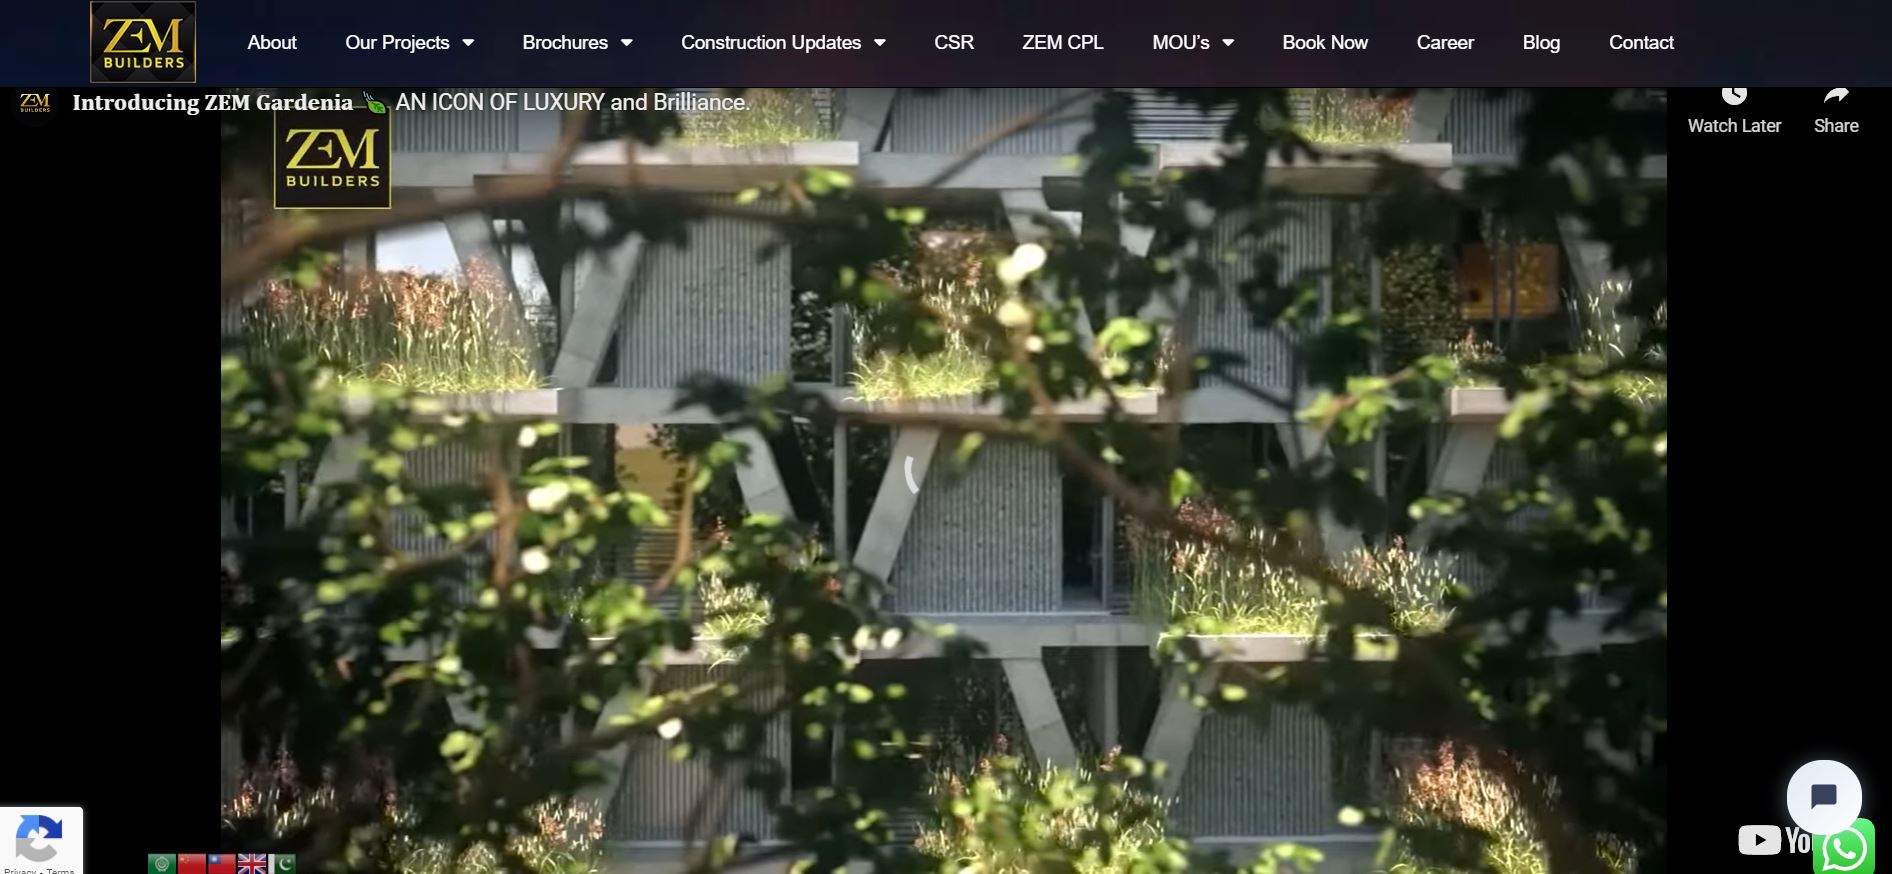 ZEM
BUILDERS
About
Our Projects
Brochures
Construction Updates
CSR
ZEM CPL
MOU's
Book Now
Career
Blog
Contact
ZEM
BUILDERS
Introducing ZEM Gardenia AN ICON OF LUXURY and Brilliance.
Watch Later
Share
ZEM
BUILDERS
Privacy - Terms